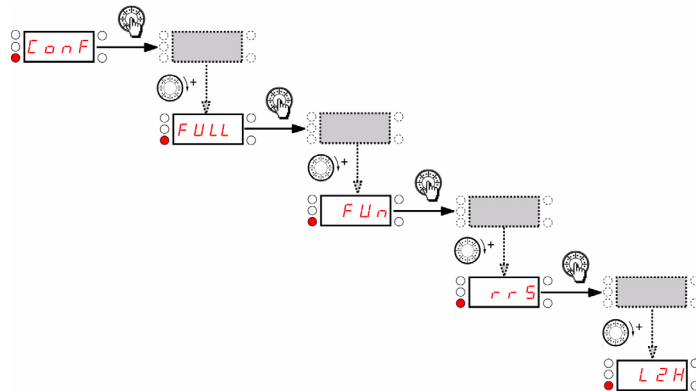 ConF
+
FULL
+
FUn
+
rrS
+
L2H